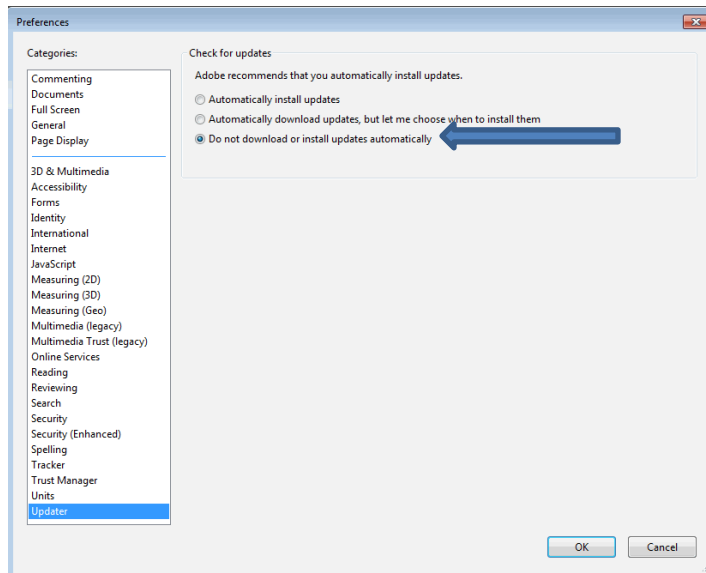 Preferences
Categories:
Commenting
Documents
Full Screen
General
Page Display
3D & Multimedia
Accessibility
Forms
Identity
International
Internet
JavaScript
Measuring (2D)
Measuring (3D)
Measuring (Geo)
Multimedia (legacy)
Multimedia Trust (legacy)
Online Services
Reading
Reviewing
Search
Security
Security (Enhanced)
Spelling
Tracker
Trust Manager
Units
Updater
Check for updates
Adobe recommends that you automatically install updates.
Automatically install updates
Automatically download updates, but let me choose when to install them
Do not download or install updates automatically
OK
Cancel